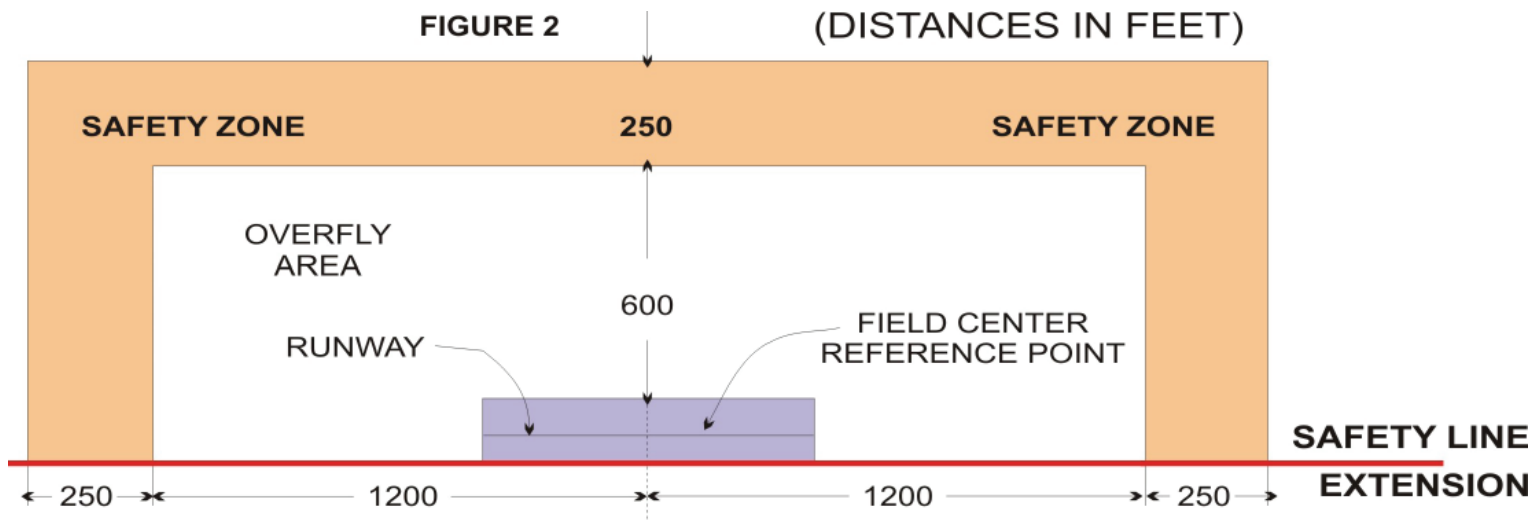 FIGURE 2
(DISTANCES IN FEET)
SAFETY ZONE
250
SAFETY ZONE
OVERFLY
AREA
600
RUNWAY
FIELD CENTER
REFERENCE POINT
SAFETY LINE
EXTENSION
250
1200
1200
250